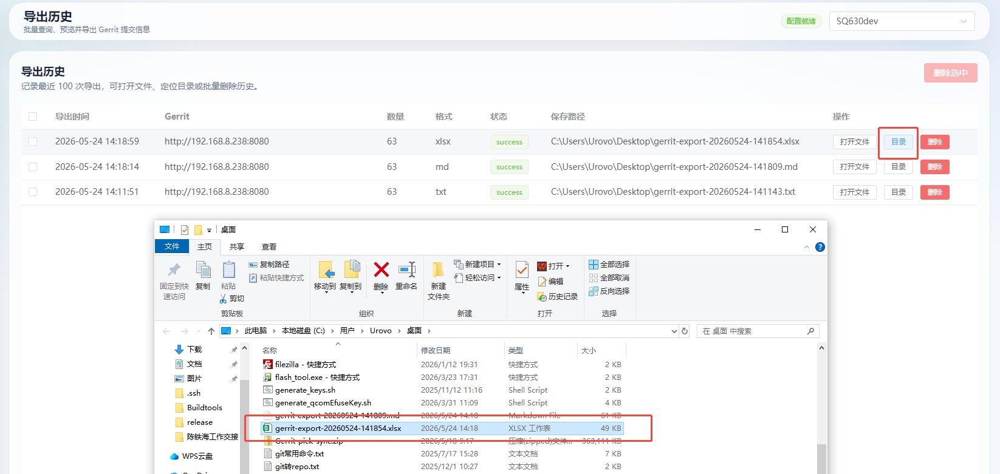 导出历史
批量查询、预览并导出 Gerrit 提交信息
配置就绪
SQ630dev
导出历史
记录最近 100 次导出，可打开文件、定位目录或批量删除历史。
删除选中
导出时间 Gerrit 数量 格式 状态 保存路径 操作
2026-05-24 14:18:59 http://192.168.8.238:8080 63 xlsx success C:\Users\Urovo\Desktop\gerrit-export-20260524-141854.xlsx 打开文件 目录 删除
2026-05-24 14:18:14 http://192.168.8.238:8080 63 md success C:\Users\Urovo\Desktop\gerrit-export-20260524-141809.md 打开文件 目录 删除
2026-05-24 14:11:51 http://192.168.8.238:8080 63 txt success C:\Users\Urovo\Desktop\gerrit-export-20260524-141143.txt 打开文件 目录 删除
桌面
文件 主页 共享 查看
固定到快速访问
复制
粘贴
复制路径
粘贴快捷方式
剪切
剪贴板
移动到
复制到
删除
重命名
组织
新建
文件夹
新建项目
轻松访问
新建
属性
打开
编辑
历史记录
打开
全部选择
全部取消
反向选择
选择
此电脑 本地磁盘 (C:) 用户 Urovo 桌面
在 桌面 中搜索
下载
文档
图片
.ssh
Buildtools
release
陈铁海工作交接
WPS云盘
名称 修改日期 类型 大小
filezilla - 快捷方式 2026/1/12 19:31 快捷方式 2 KB
flash_tool.exe - 快捷方式 2026/3/23 17:31 快捷方式 2 KB
generate_keys.sh 2025/11/12 11:16 Shell Script 2 KB
generate_qcomEfuseKey.sh 2026/3/31 11:09 Shell Script 4 KB
gerrit-export-20260524-141809.md 2026/5/24 14:18 Markdown File 61 KB
gerrit-export-20260524-141854.xlsx 2026/5/24 14:18 XLSX 工作表 49 KB
Gerrit-pick-sync.zip 压缩(zipped)文件...
git常用命令.txt 2025/7/17 15:28 文本文档 7 KB
git转repo.txt 2025/12/1 10:27 文本文档 2 KB